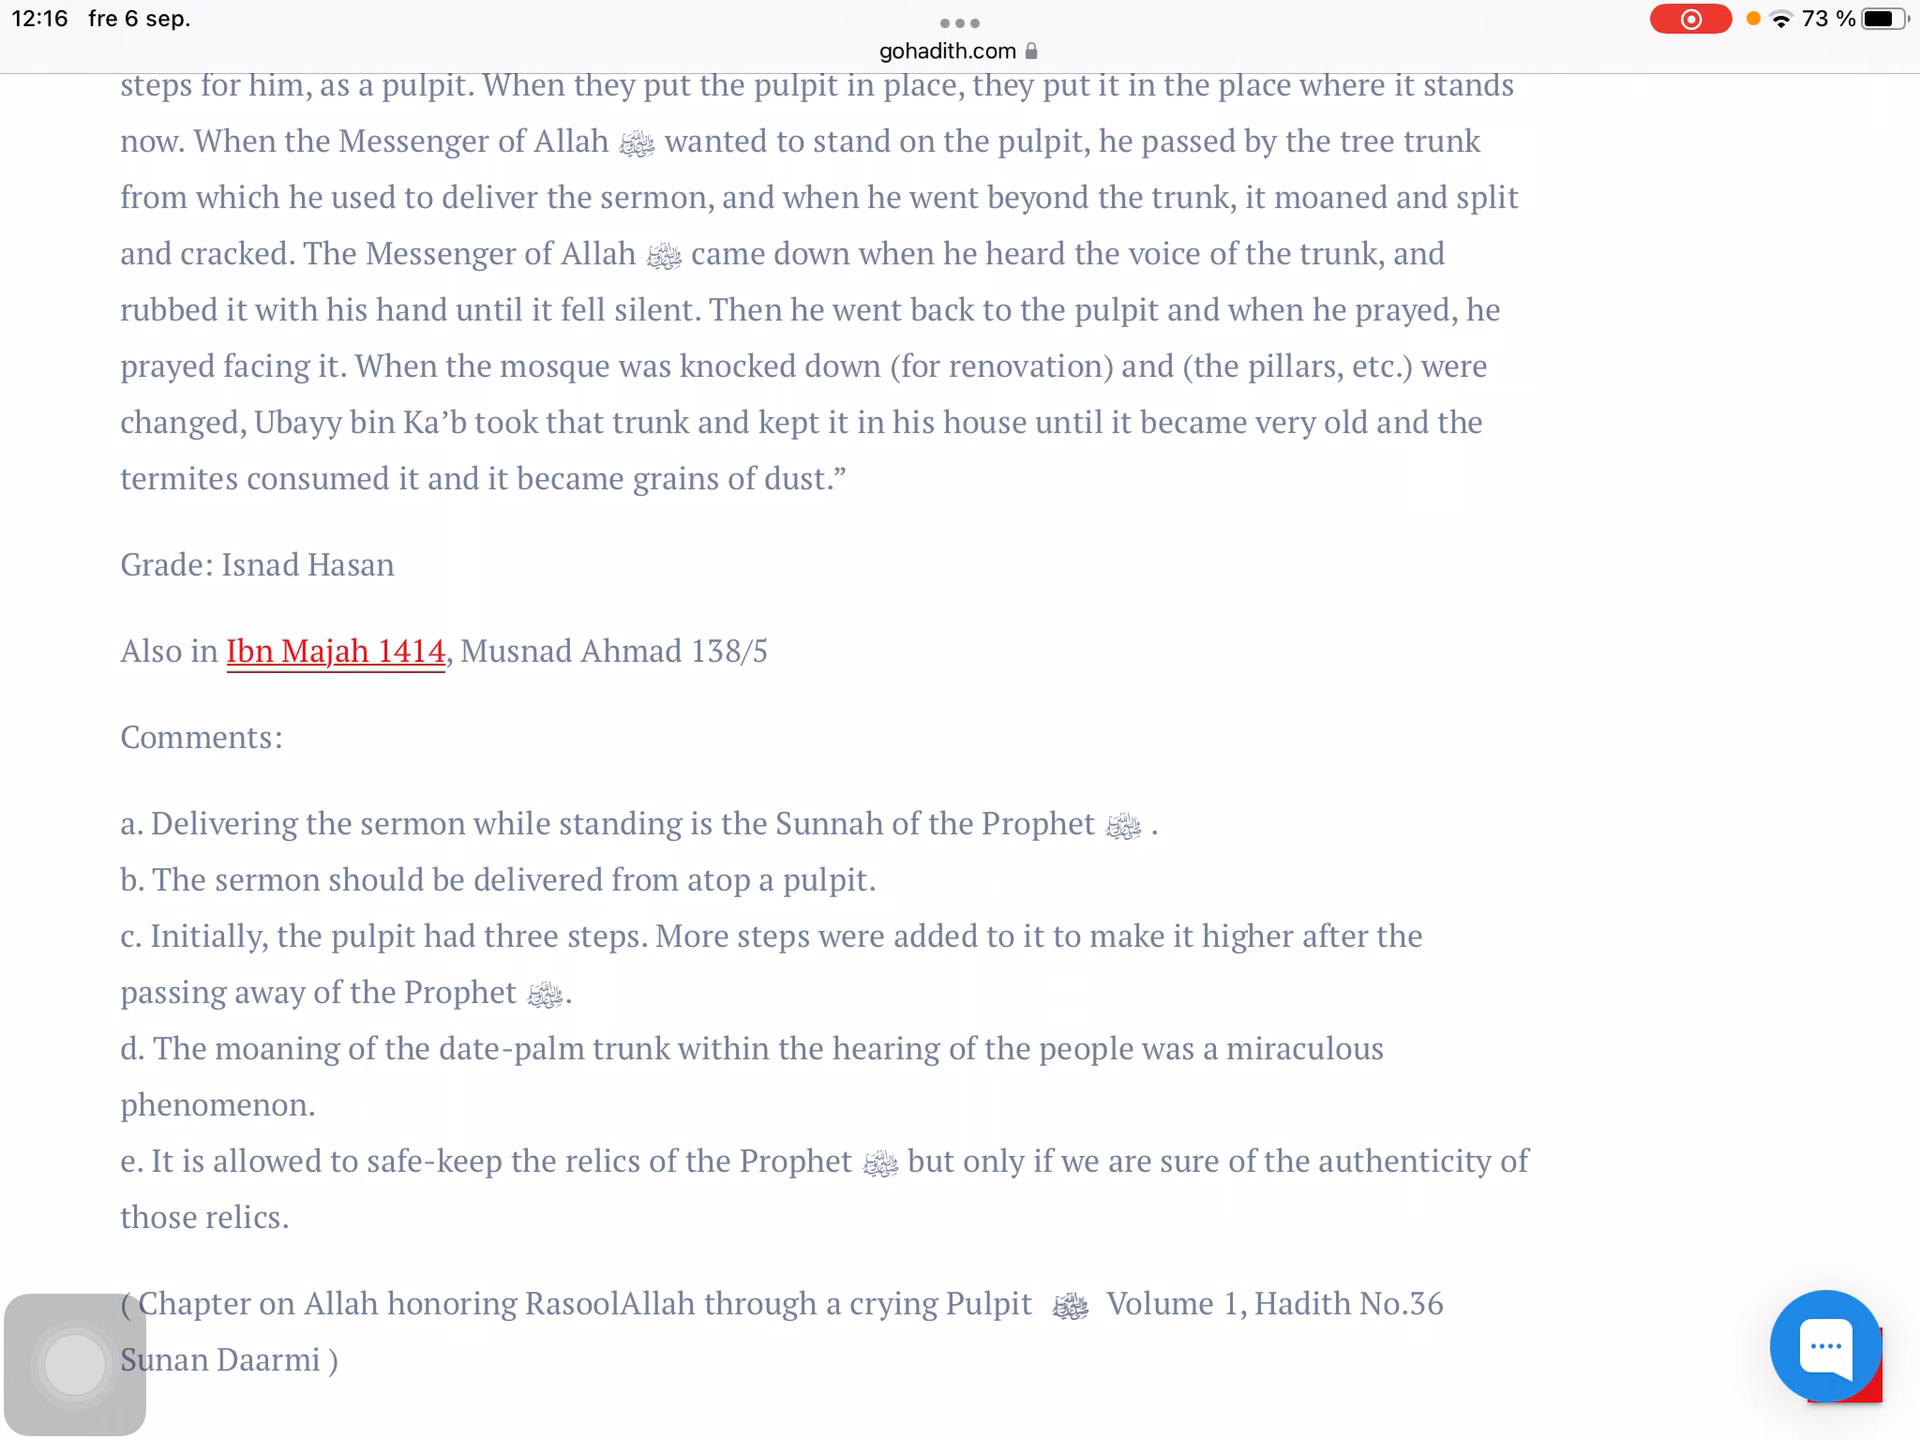 12:16 fre 6 sep.
73 %
gohadith.com
steps for him, as a pulpit. When they put the pulpit in place, they put it in the place where it stands
now. When the Messenger of Allah ﷺ wanted to stand on the pulpit, he passed by the tree trunk
from which he used to deliver the sermon, and when he went beyond the trunk, it moaned and split
and cracked. The Messenger of Allah ﷺ came down when he heard the voice of the trunk, and
rubbed it with his hand until it fell silent. Then he went back to the pulpit and when he prayed, he
prayed facing it. When the mosque was knocked down (for renovation) and (the pillars, etc.) were
changed, Ubayy bin Ka’b took that trunk and kept it in his house until it became very old and the
termites consumed it and it became grains of dust.”
Grade: Isnad Hasan
Also in Ibn Majah 1414, Musnad Ahmad 138/5
Comments:
a. Delivering the sermon while standing is the Sunnah of the Prophet ﷺ .
b. The sermon should be delivered from atop a pulpit.
c. Initially, the pulpit had three steps. More steps were added to it to make it higher after the
passing away of the Prophet ﷺ.
d. The moaning of the date-palm trunk within the hearing of the people was a miraculous
phenomenon.
e. It is allowed to safe-keep the relics of the Prophet ﷺ but only if we are sure of the authenticity of
those relics.
( Chapter on Allah honoring RasoolAllah through a crying Pulpit ﷺ Volume 1, Hadith No.36
Sunan Daarmi )